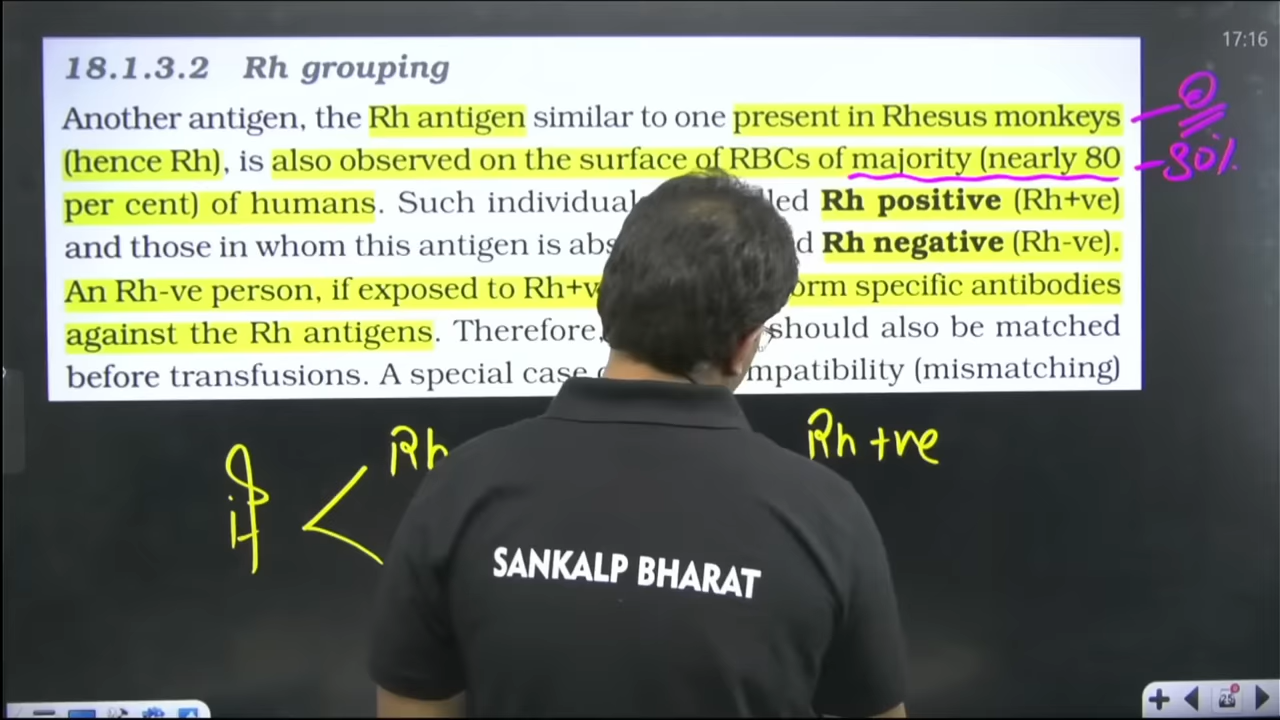 17:16
18.1.3.2 Rh grouping
Another antigen, the Rh antigen similar to one present in Rhesus monkeys
(hence Rh), is also observed on the surface of RBCs of majority (nearly 80
-80%
per cent) of humans. Such individual led Rh positive (Rh+ve)
and those in whom this antigen is abs d Rh negative (Rh-ve).
An Rh-ve person, if exposed to Rh+v orm specific antibodies
against the Rh antigens. Therefore, should also be matched
before transfusions. A special case mpatibility (mismatching)
if Rh Rh +ve
SANKALP BHARAT
25